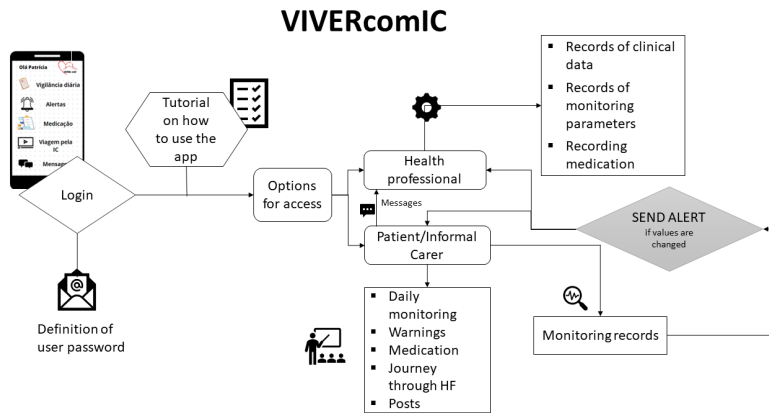 VIVERcomIC
Olá Patrícia
Vigilância diária
Alertas
Medicação
Viagem pela
IC
Mensagens
Login
Definition of
user password
Tutorial
on how
to use the
app
Options
for access
Health
professional
Messages
Patient/Informal
Carer
▪ Records of clinical
data
▪ Records of
monitoring
parameters
▪ Recording
medication
SEND ALERT
if values are
changed
▪ Daily
monitoring
▪ Warnings
▪ Medication
▪ Journey
through HF
▪ Posts
Monitoring records